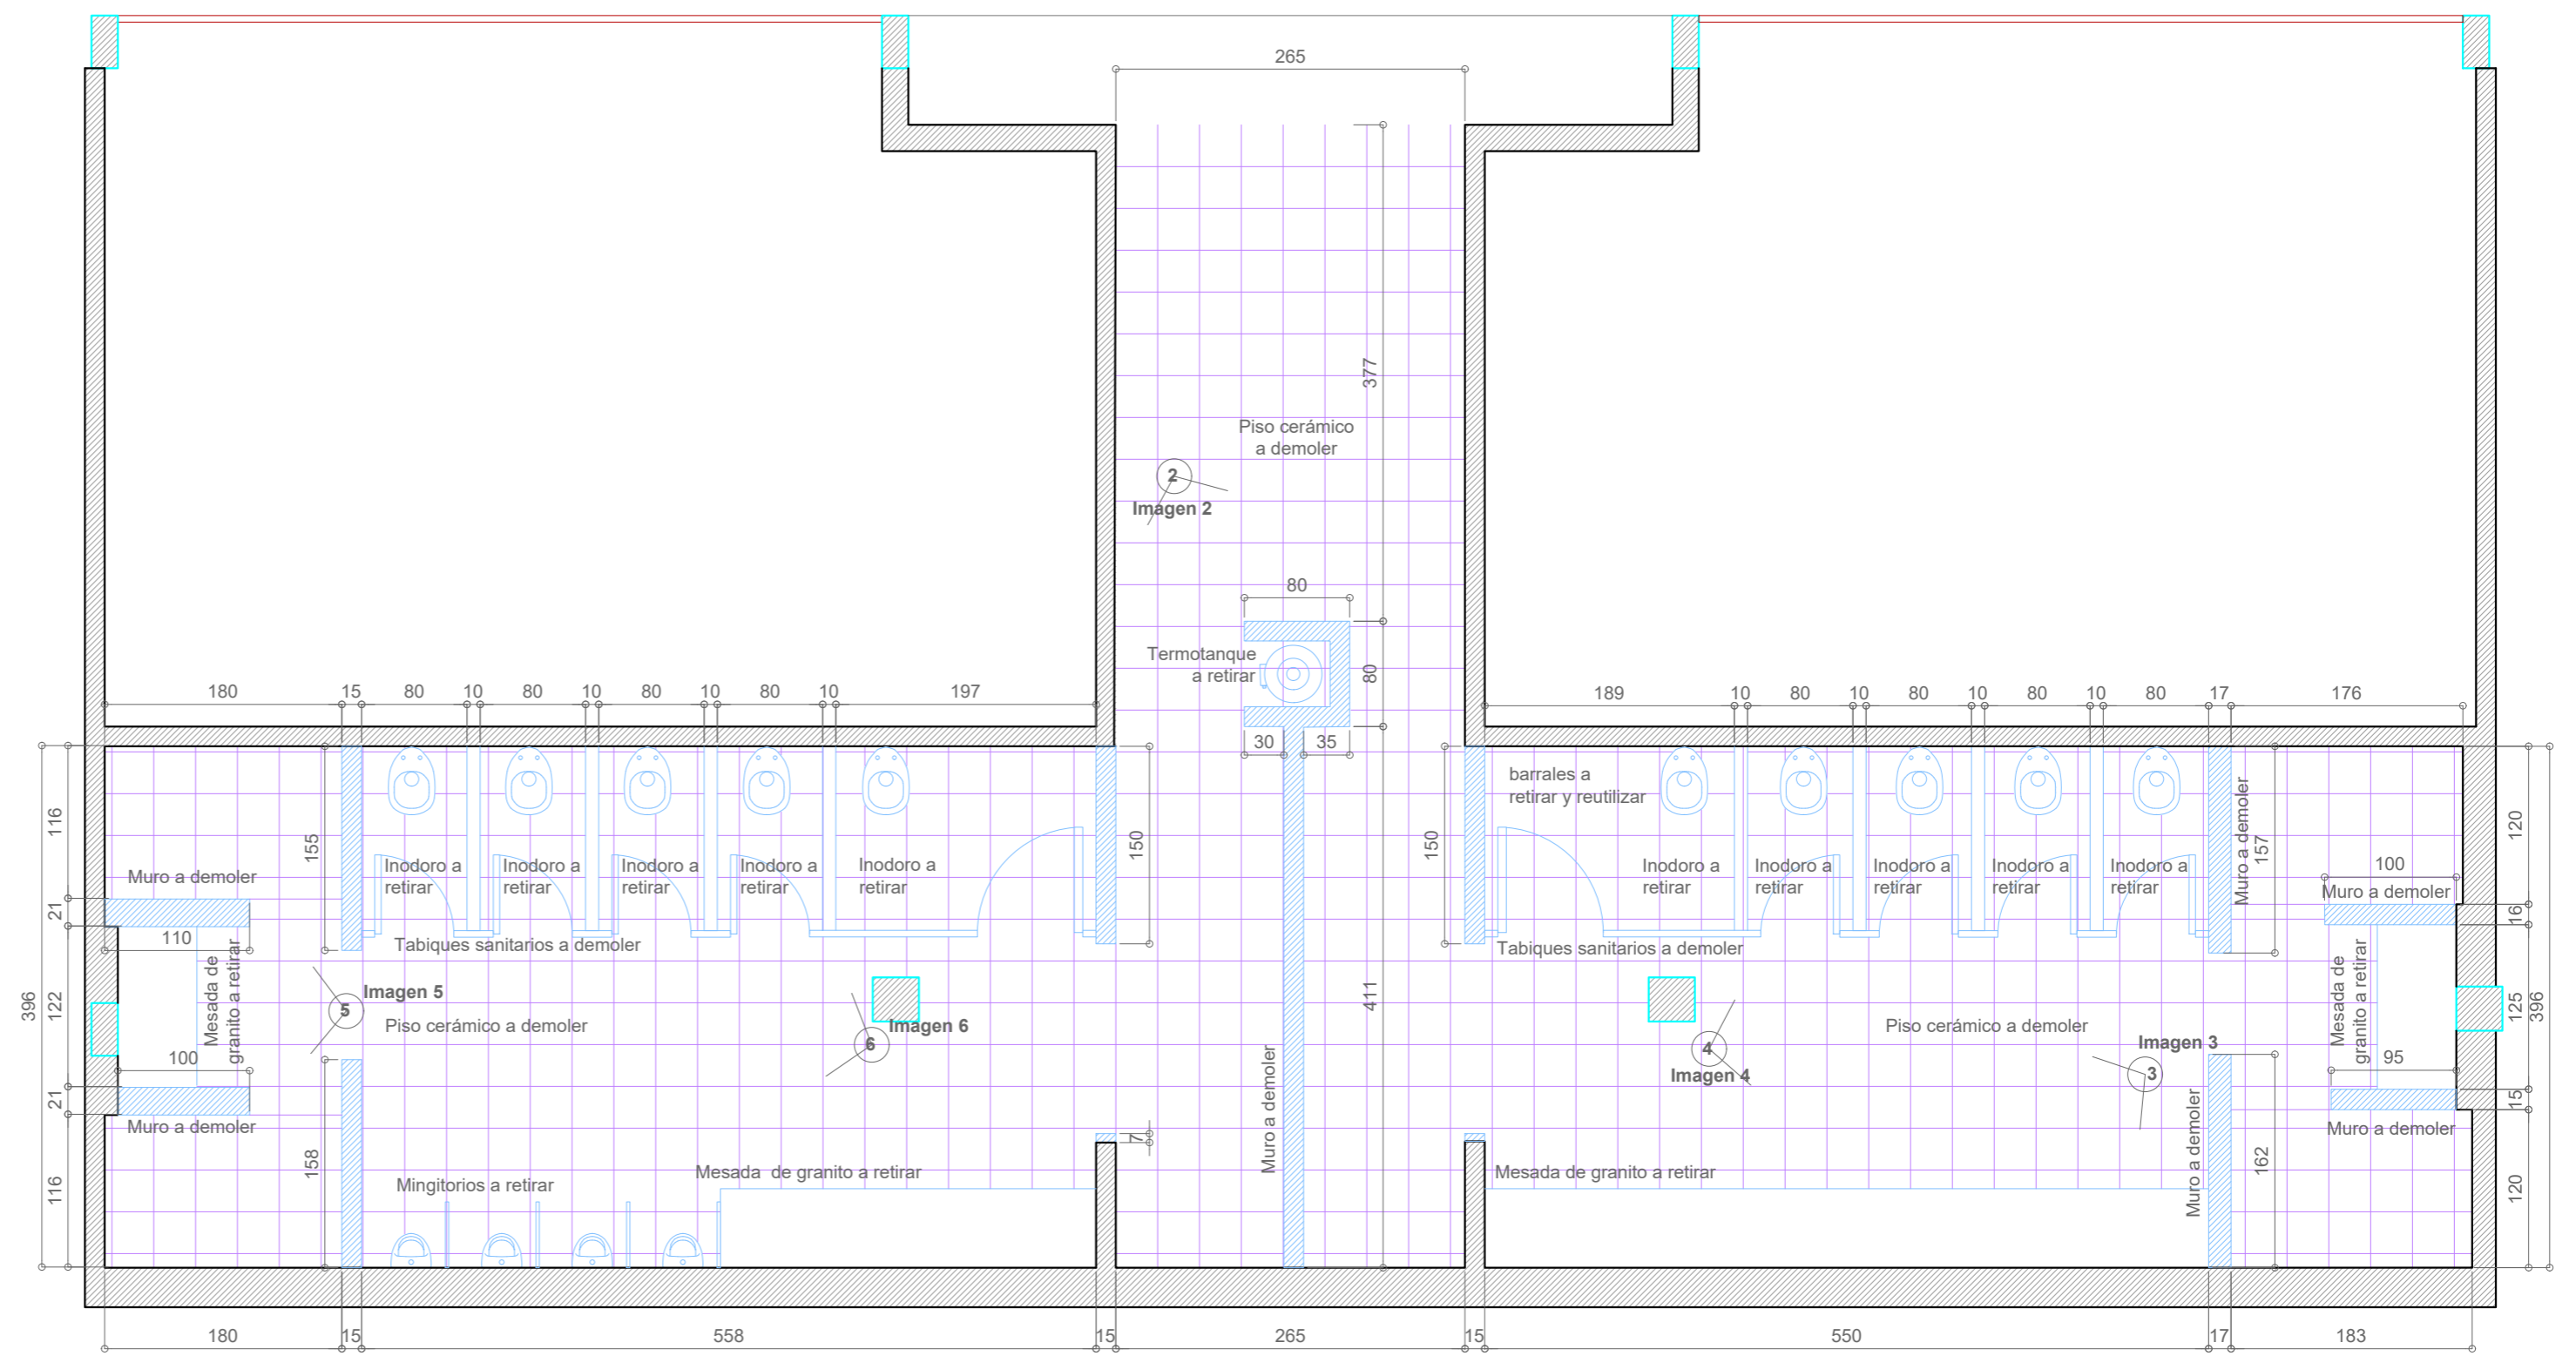 265
377
Piso cerámico
a demoler
2
Imagen 2
80
Termotanque
a retirar
80
30
35
180
15
80
10
80
10
80
10
80
10
197
189
10
80
10
80
10
80
10
80
17
176
396
116
21
122
21
116
155
158
110
100
Muro a demoler
Mesada de
granito a retirar
Muro a demoler
Inodoro a
retirar
Inodoro a
retirar
Inodoro a
retirar
Inodoro a
retirar
Inodoro a
retirar
Tabiques sanitarios a demoler
150
Imagen 5
5
Piso cerámico a demoler
Imagen 6
6
7
Mesada de granito a retirar
Mingitorios a retirar
Muro a demoler
411
150
barrales a
retirar y reutilizar
Inodoro a
retirar
Inodoro a
retirar
Inodoro a
retirar
Inodoro a
retirar
Inodoro a
retirar
Tabiques sanitarios a demoler
4
Imagen 4
Piso cerámico a demoler
Imagen 3
3
Mesada de granito a retirar
Muro a demoler
157
Muro a demoler
162
100
Muro a demoler
Mesada de
granito a retirar
95
Muro a demoler
120
16
125
15
120
396
180
15
558
15
265
15
550
17
183